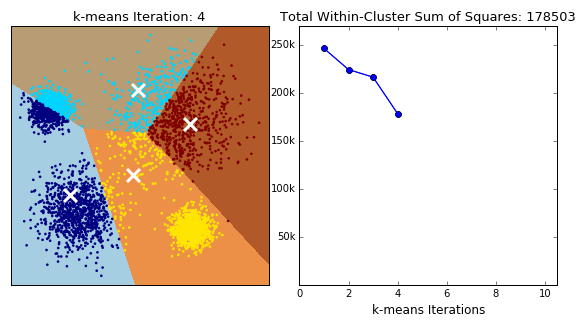 k-means Iteration: 4
Total Within-Cluster Sum of Squares: 178503
250k
200k
150k
100k
50k
0 2 4 6 8 10
k-means Iterations